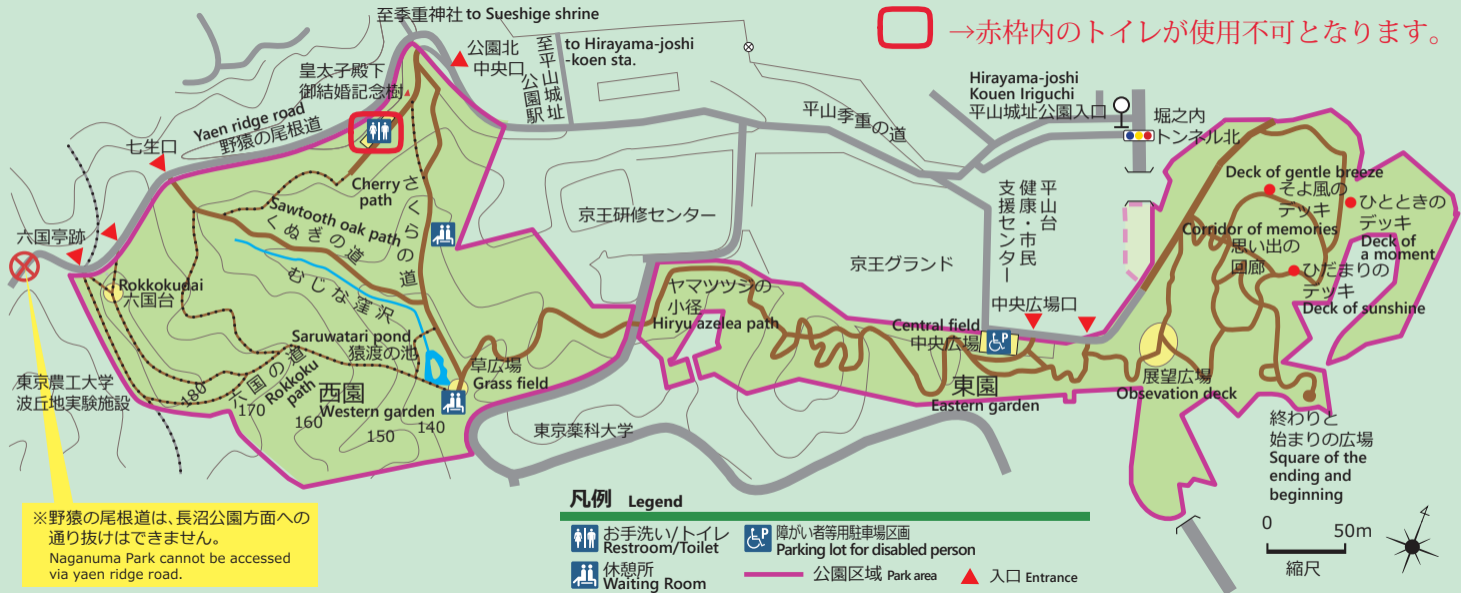 至季重神社 to Sueshige shrine
→赤枠内のトイレが使用不可となります。
公園北
中央口
至平山城址
公園駅
to Hirayama-joshi
-koen sta.
皇太子殿下
御結婚記念樹
Yaen ridge road
野猿の尾根道
七生口
六国亭跡
Cherry
path
さくらの道
Sawtooth oak path
くぬぎの道
むじな窪沢
Rokkokudai
六国台
Saruwatari pond
猿渡の池
草広場
Grass field
六国の道
Rokkoku
path
西園
Western garden
180
170
160
150
140
東京農工大学
波丘地実験施設
※野猿の尾根道は、長沼公園方面への
通り抜けはできません。
Naganuma Park cannot be accessed
via yaen ridge road.
京王研修センター
平山季重の道
京王グランド
ヤマツツシの
小径
Hiryu azelea path
東京薬科大学
Hirayama-joshi
Kouen Iriguchi
平山城址公園入口
堀之内
トンネル北
平山台
健康・市民
支援センター
中央広場口
Central field
中央広場
P
東園
Eastern garden
展望広場
Obsevation deck
Deck of gentle breeze
そよ風の
デッキ
Corridor of memories
思い出の
回廊
ひとときの
デッキ
Deck of
a moment
ひだまりの
デッキ
Deck of sunshine
終わりと
始まりの広場
Square of the
ending and
beginning
0 50m
縮尺
4
凡例 Legend
お手洗い/トイレ
Restroom/Toilet
P
障がい者等用駐車場区画
Parking lot for disabled person
休憩所
Waiting Room
公園区域 Park area
入口 Entrance